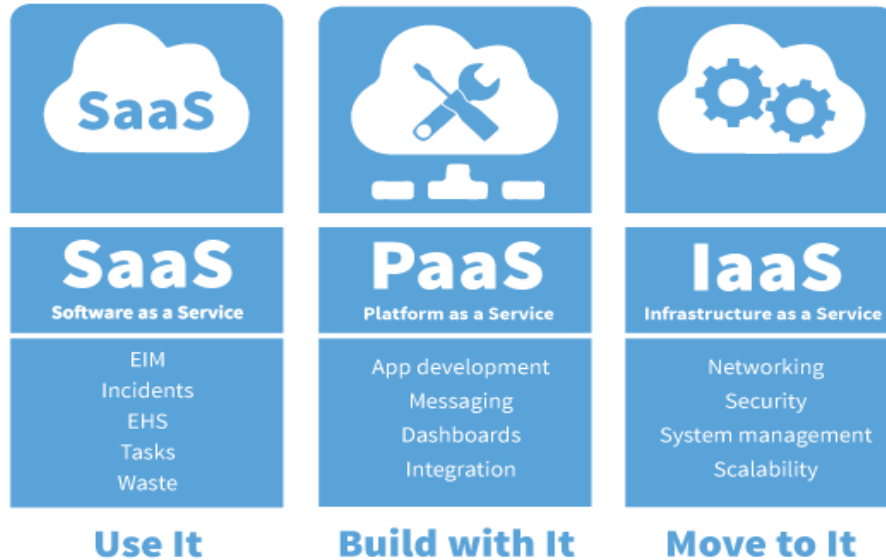 SaaS
SaaS
Software as a Service
EIM
Incidents
EHS
Tasks
Waste
Use It
PaaS
Platform as a Service
App development
Messaging
Dashboards
Integration
Build with It
IaaS
Infrastructure as a Service
Networking
Security
System management
Scalability
Move to It